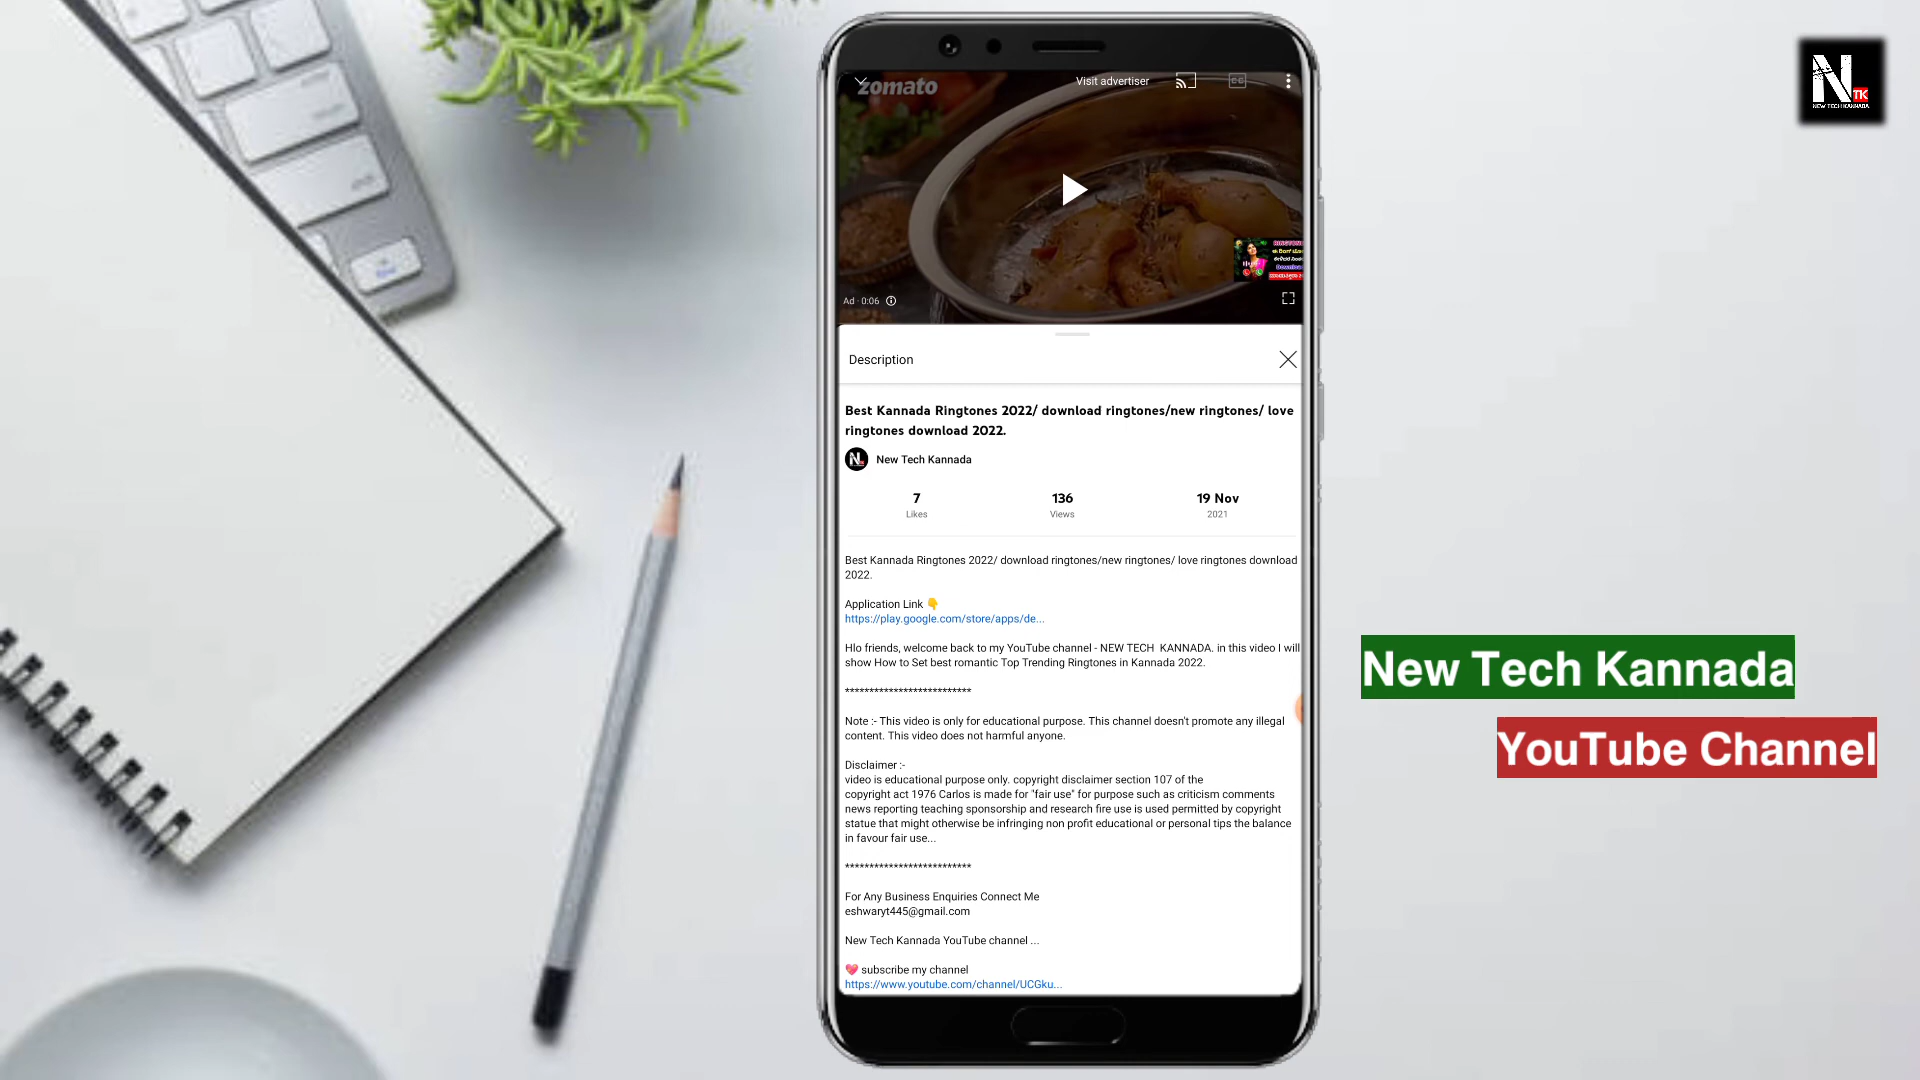 zomato
Visit advertiser
CC
Ad · 0:06
Description
Best Kannada Ringtones 2022/ download ringtones/new ringtones/ love
ringtones download 2022.
New Tech Kannada
7
136
19 Nov
Likes
Views
2021
Best Kannada Ringtones 2022/ download ringtones/new ringtones/ love ringtones download
2022.
Application Link 👇
https://play.google.com/store/apps/de...
Hlo friends, welcome back to my YouTube channel - NEW TECH  KANNADA. in this video I will
show How to Set best romantic Top Trending Ringtones in Kannada 2022.
**************************
Note :- This video is only for educational purpose. This channel doesn't promote any illegal
content. This video does not harmful anyone.
Disclaimer :-
video is educational purpose only. copyright disclaimer section 107 of the
copyright act 1976 Carlos is made for "fair use" for purpose such as criticism comments
news reporting teaching sponsorship and research fire use is used permitted by copyright
statue that might otherwise be infringing non profit educational or personal tips the balance
in favour fair use...
**************************
For Any Business Enquiries Connect Me
eshwaryt445@gmail.com
New Tech Kannada YouTube channel ...
💖 subscribe my channel
https://www.youtube.com/channel/UCGku...
N
TK
NEW TECH KANNADA
New Tech Kannada
YouTube Channel